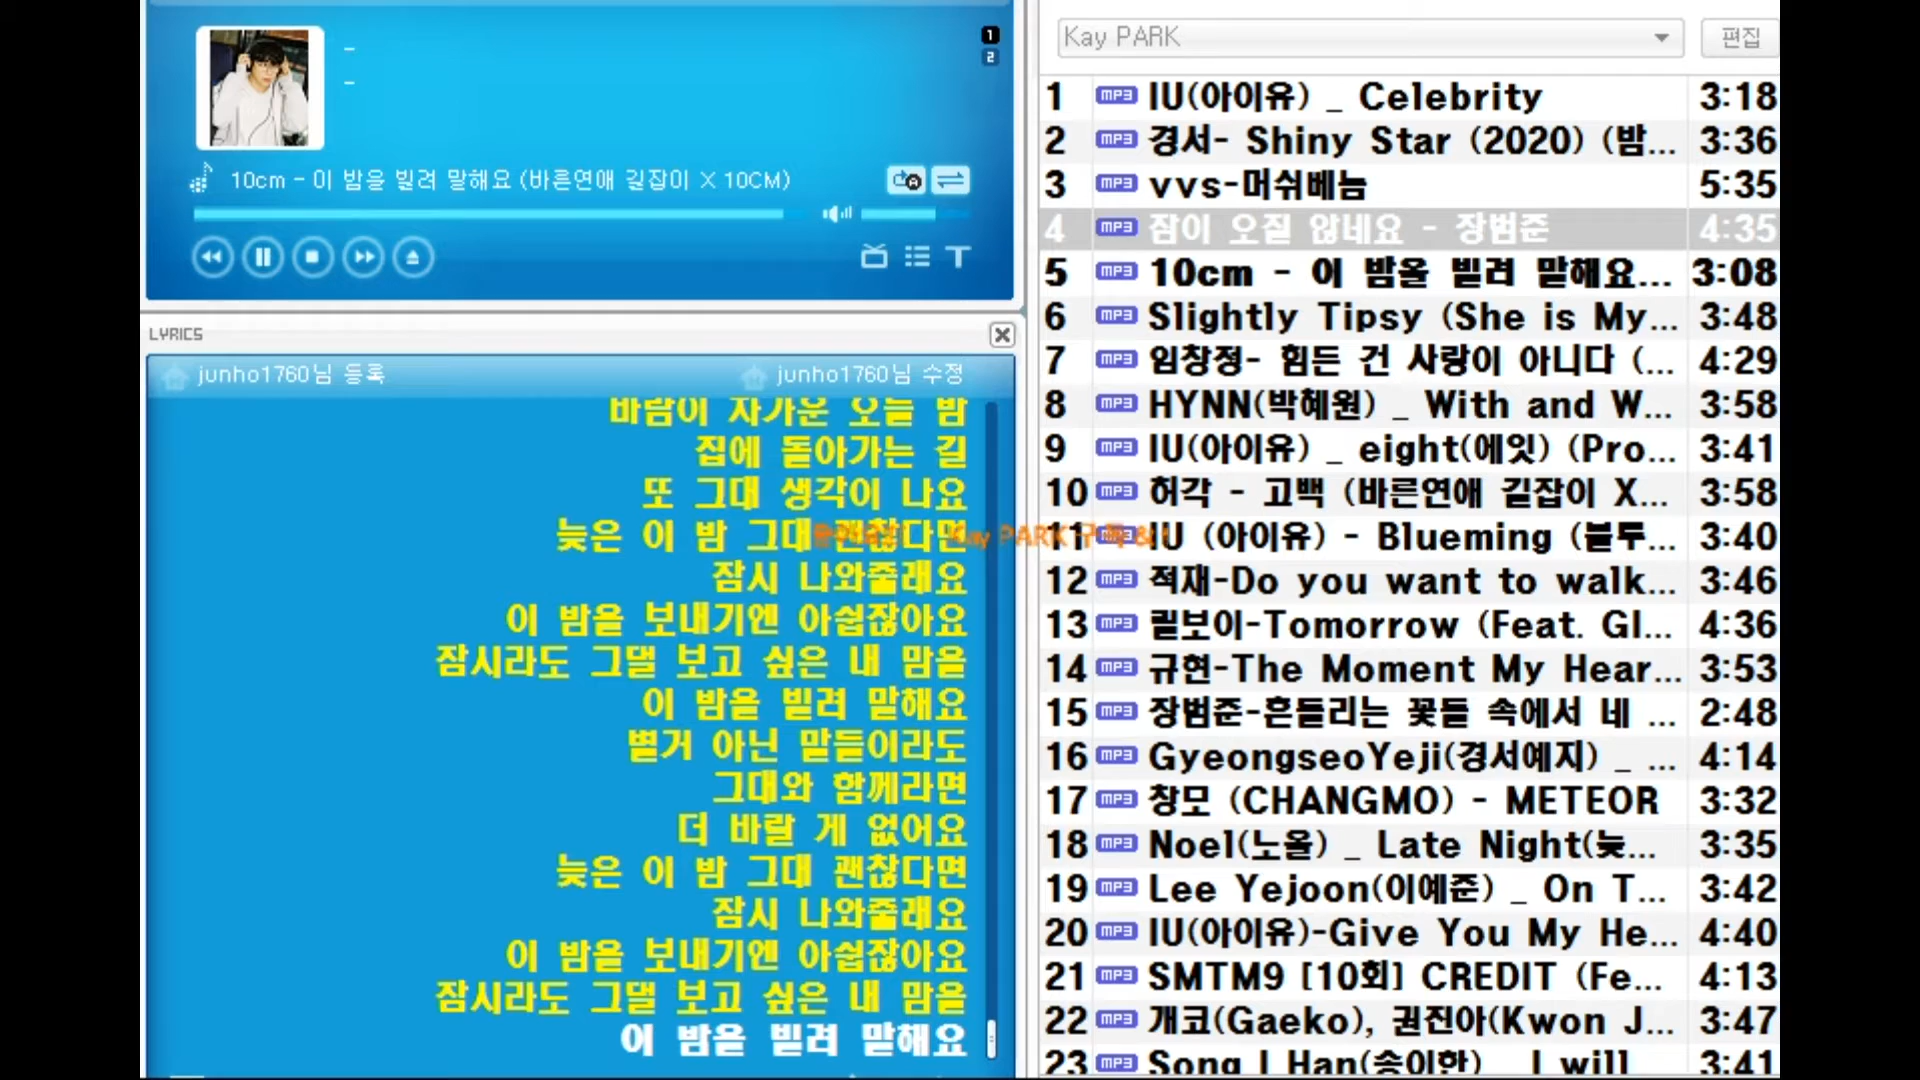 1
2
10cm - 이 밤을 빌려 말해요 (바른연애 길잡이 X 10CM)
LYRICS
junho1760님 등록
junho1760님 수정
바람이 차가운 오늘 밤
집에 돌아가는 길
또 그대 생각이 나요
늦은 이 밤 그대 괜찮다면
잠시 나와줄래요
이 밤을 보내기엔 아쉽잖아요
잠시라도 그댈 보고 싶은 내 맘을
이 밤을 빌려 말해요
별거 아닌 말들이라도
그대와 함께라면
더 바랄 게 없어요
늦은 이 밤 그대 괜찮다면
잠시 나와줄래요
이 밤을 보내기엔 아쉽잖아요
잠시라도 그댈 보고 싶은 내 맘을
이 밤을 빌려 말해요
Kay PARK 구독 &
Kay PARK
편집
1 MP3 IU(아이유) _ Celebrity 3:18
2 MP3 경서- Shiny Star (2020) (밤... 3:36
3 MP3 vvs-머쉬베놈 5:35
4 MP3 잠이 오질 않네요 - 장범준 4:35
5 MP3 10cm - 이 밤을 빌려 말해요... 3:08
6 MP3 Slightly Tipsy (She is My... 3:48
7 MP3 임창정- 힘든 건 사랑이 아니다 (... 4:29
8 MP3 HYNN(박혜원) _ With and W... 3:58
9 MP3 IU(아이유) _ eight(에잇) (Pro... 3:41
10 MP3 허각 - 고백 (바른연애 길잡이 X... 3:58
11 MP3 IU (아이유) - Blueming (블루... 3:40
12 MP3 적재-Do you want to walk... 3:46
13 MP3 릴보이-Tomorrow (Feat. Gl... 4:36
14 MP3 규현-The Moment My Hear... 3:53
15 MP3 장범준-흔들리는 꽃들 속에서 네 ... 2:48
16 MP3 GyeongseoYeji(경서예지) _ ... 4:14
17 MP3 창모 (CHANGMO) - METEOR 3:32
18 MP3 Noel(노을) _ Late Night(늦... 3:35
19 MP3 Lee Yejoon(이예준) _ On T... 3:42
20 MP3 IU(아이유)-Give You My He... 4:40
21 MP3 SMTM9 [10회] CREDIT (Fe... 4:13
22 MP3 개코(Gaeko), 권진아(Kwon J... 3:47
23 MP3 Song I Han(송이한) _ I will 3:41